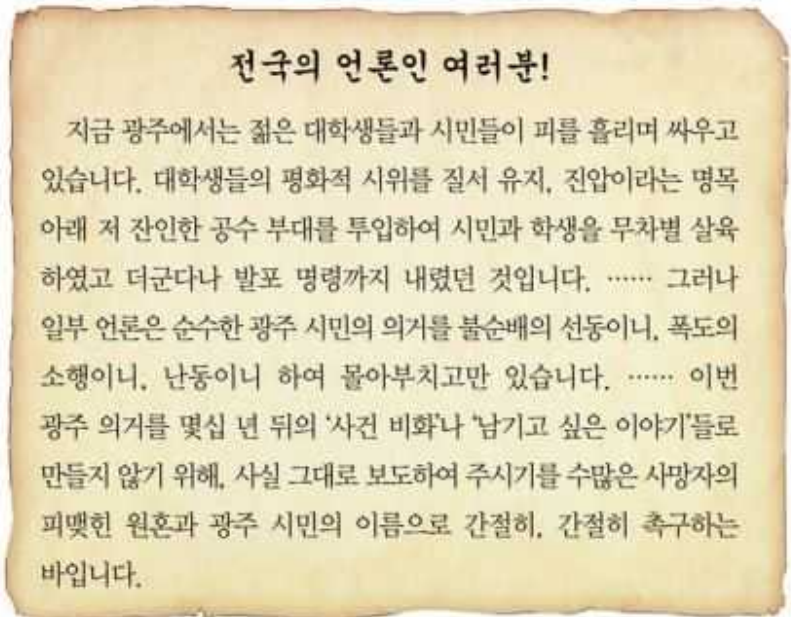 전국의 언론인 여러분!
지금 광주에서는 젊은 대학생들과 시민들이 피를 흘리며 싸우고
있습니다. 대학생들의 평화적 시위를 질서 유지, 진압이라는 명목
아래 저 잔인한 공수 부대를 투입하여 시민과 학생을 무차별 살육
하였고 더군다나 발포 명령까지 내렸던 것입니다. …… 그러나
일부 언론은 순수한 광주 시민의 의거를 불순배의 선동이니, 폭도의
소행이니, 난동이니 하여 몰아부치고만 있습니다. …… 이번
광주 의거를 몇십 년 뒤의 '사건 비화'나 '남기고 싶은 이야기'들로
만들지 않기 위해, 사실 그대로 보도하여 주시기를 수많은 사망자의
피맺힌 원혼과 광주 시민의 이름으로 간절히, 간절히 촉구하는
바입니다.